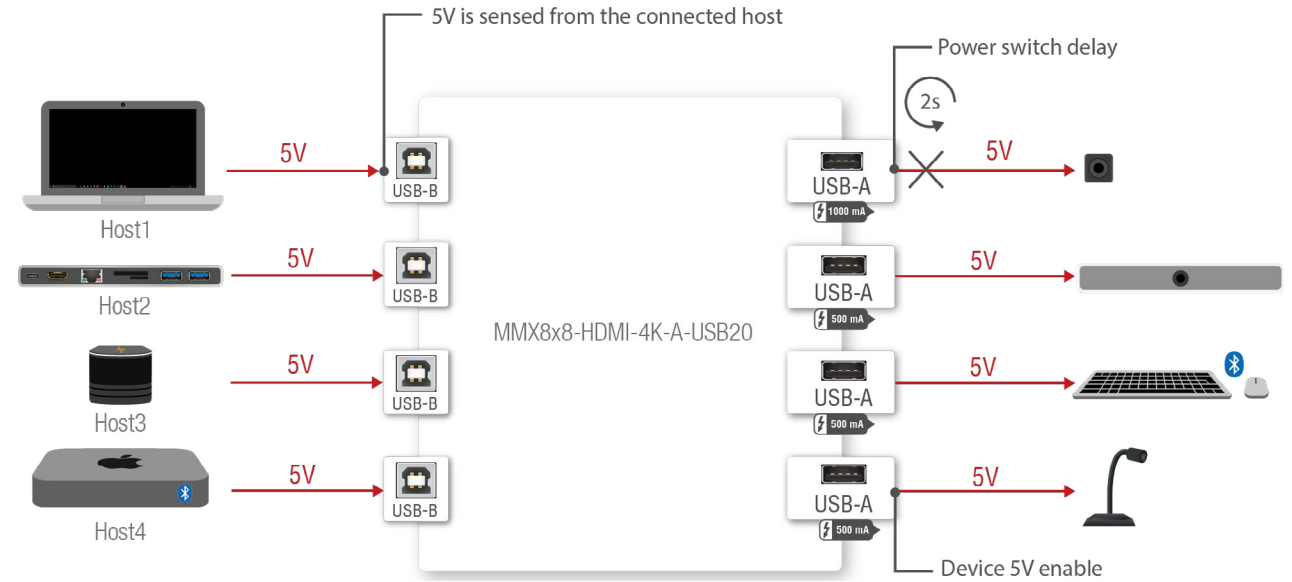 5V is sensed from the connected host
Power switch delay
2s
5V
USB-B
Host1
USB-A
1000 mA
5V
5V
USB-B
Host2
USB-A
500 mA
5V
MMX8x8-HDMI-4K-A-USB20
5V
USB-B
Host3
USB-A
500 mA
5V
5V
USB-B
Host4
USB-A
500 mA
5V
Device 5V enable